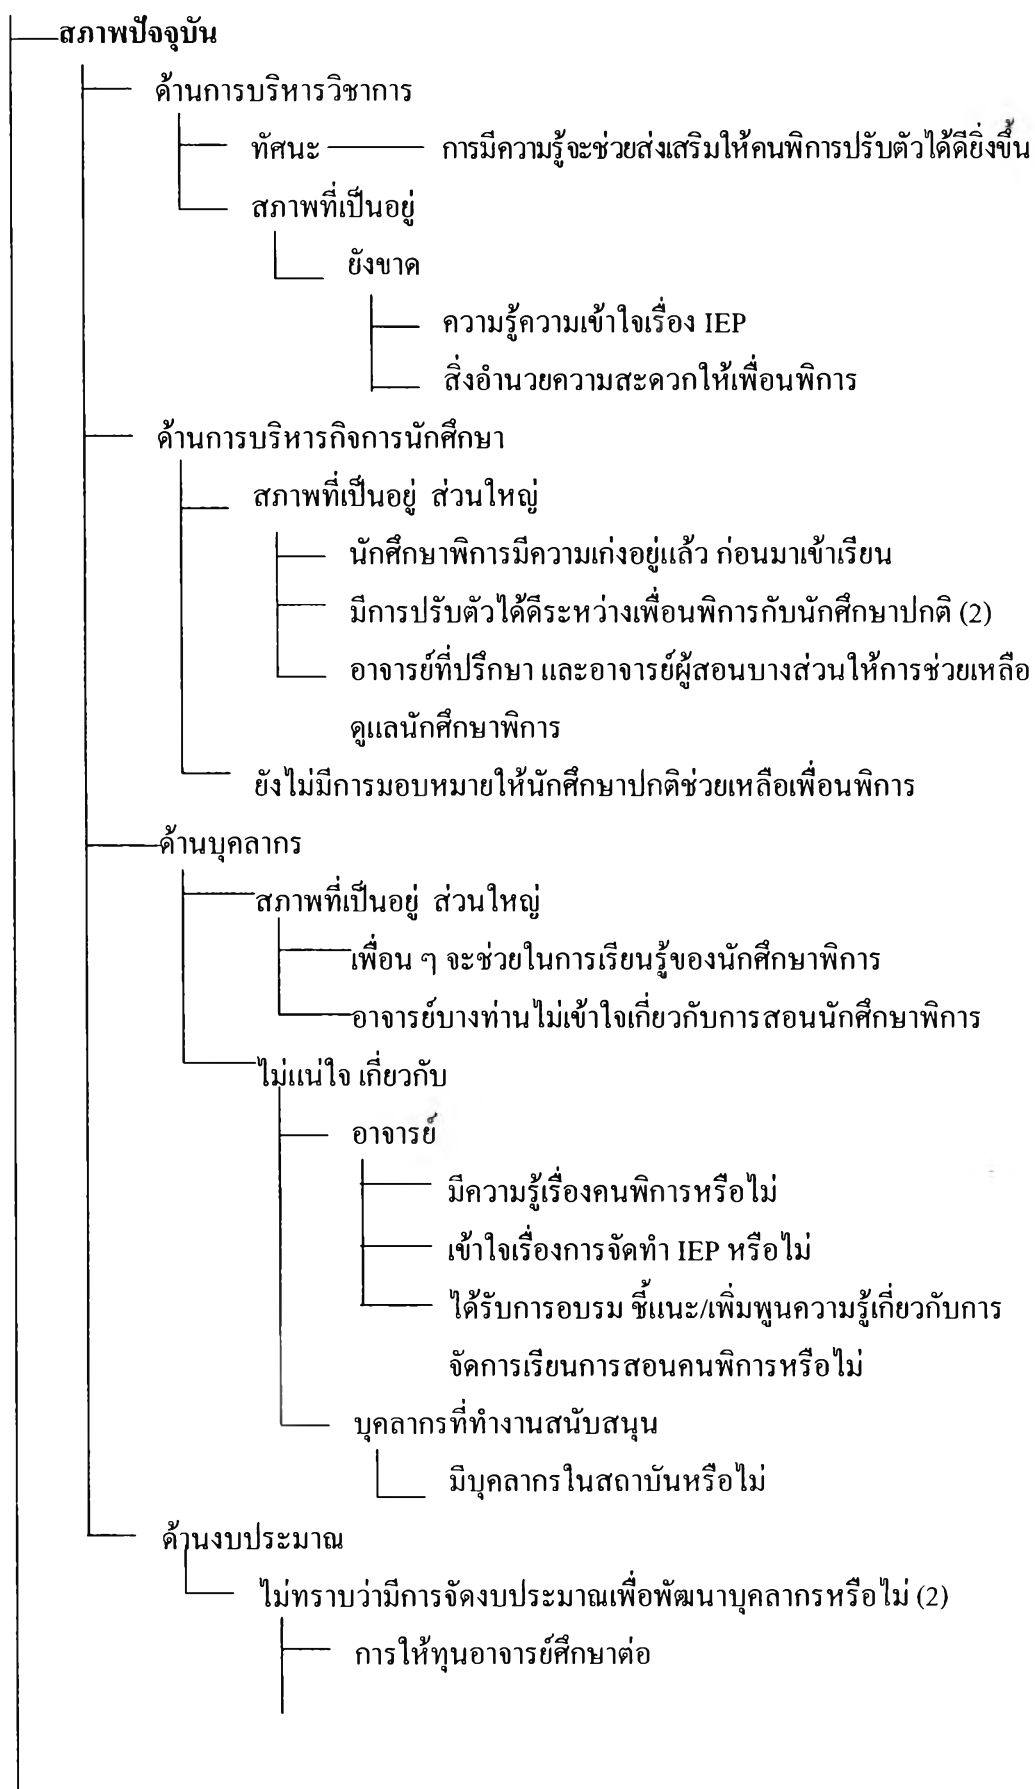 สภาพปัจจุบัน
ด้านการบริหารวิชาการ
ทัศนะ การมีความรู้จะช่วยส่งเสริมให้คนพิการปรับตัวได้ดียิ่งขึ้น
สภาพที่เป็นอยู่
ยังขาด
ความรู้ความเข้าใจเรื่อง IEP
สิ่งอำนวยความสะดวกให้เพื่อนพิการ
ด้านการบริหารกิจการนักศึกษา
สภาพที่เป็นอยู่ ส่วนใหญ่
นักศึกษาพิการมีความเก่งอยู่แล้ว ก่อนมาเข้าเรียน
มีการปรับตัวได้ดีระหว่างเพื่อนพิการกับนักศึกษาปกติ (2)
อาจารย์ที่ปรึกษา และอาจารย์ผู้สอนบางส่วนให้การช่วยเหลือ
ดูแลนักศึกษาพิการ
ยังไม่มีการมอบหมายให้นักศึกษาปกติช่วยเหลือเพื่อนพิการ
ด้านบุคลากร
สภาพที่เป็นอยู่ ส่วนใหญ่
เพื่อน ๆ จะช่วยในการเรียนรู้ของนักศึกษาพิการ
อาจารย์บางท่านไม่เข้าใจเกี่ยวกับการสอนนักศึกษาพิการ
ไม่แน่ใจ เกี่ยวกับ
อาจารย์
มีความรู้เรื่องคนพิการหรือไม่
เข้าใจเรื่องการจัดทำ IEP หรือไม่
ได้รับการอบรม ชี้แนะ/เพิ่มพูนความรู้เกี่ยวกับการ
จัดการเรียนการสอนคนพิการหรือไม่
บุคลากรที่ทำงานสนับสนุน
มีบุคลากรในสถาบันหรือไม่
ด้านงบประมาณ
ไม่ทราบว่ามีการจัดงบประมาณเพื่อพัฒนาบุคลากรหรือไม่ (2)
การให้ทุนอาจารย์ศึกษาต่อ